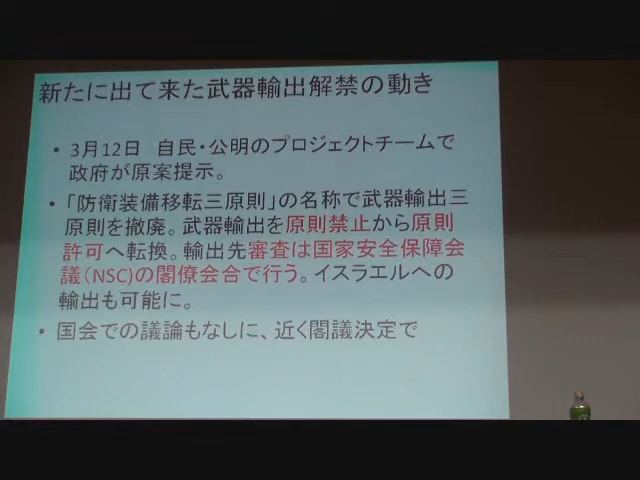 新たに出て来た武器輸出解禁の動き
• 3月12日 自民・公明のプロジェクトチームで
政府が原案提示。
• 「防衛装備移転三原則」の名称で武器輸出三
原則を撤廃。武器輸出を原則禁止から原則
許可へ転換。輸出先審査は国家安全保障会
議(NSC)の閣僚会合で行う。イスラエルへの
輸出も可能に。
• 国会での議論もなしに、近く閣議決定で